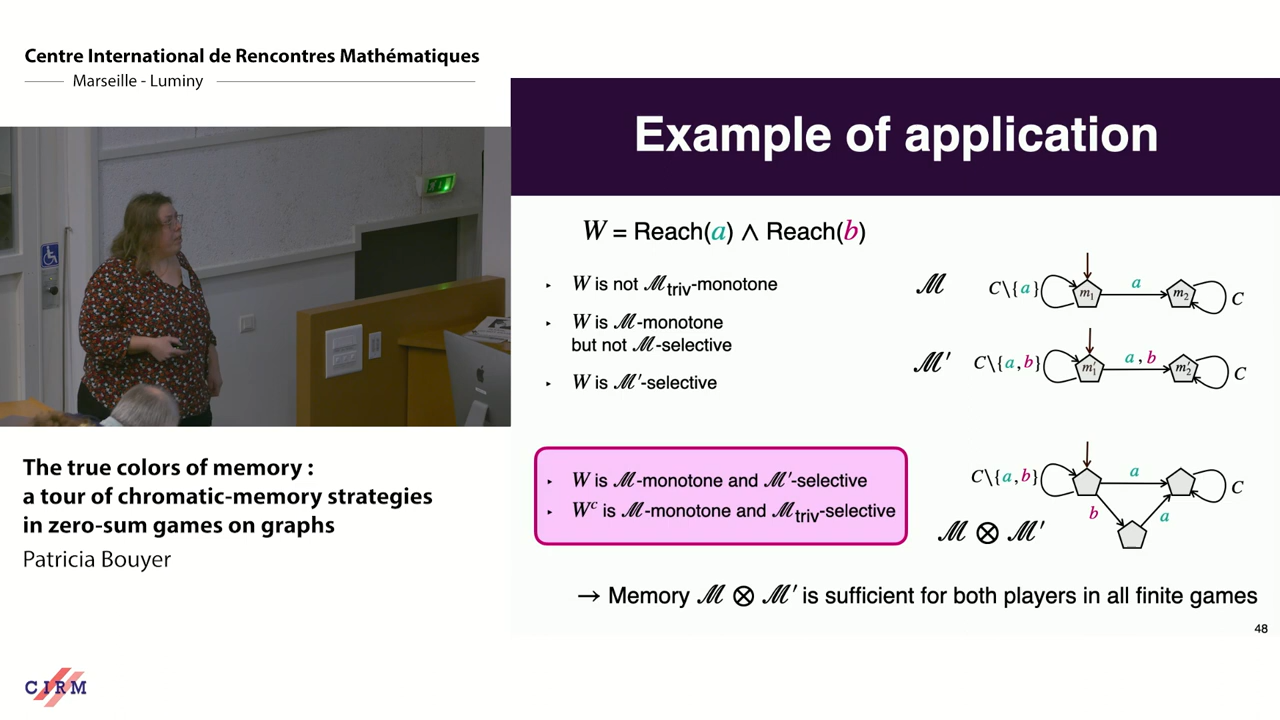 Centre International de Rencontres Mathématiques
Marseille - Luminy
Example of application
W = Reach(a) ∧ Reach(b)
▸ W is not ℳtriv-monotone
▸ W is ℳ-monotone
but not ℳ-selective
▸ W is ℳ'-selective
ℳ C\{a} m1 a m2 C
ℳ' C\{a,b} m'1 a,b m'2 C
▸ W is ℳ-monotone and ℳ'-selective
▸ Wᶜ is ℳ-monotone and ℳtriv-selective
C\{a,b} a C
b a
ℳ ⊗ ℳ'
→ Memory ℳ ⊗ ℳ' is sufficient for both players in all finite games
48
The true colors of memory :
a tour of chromatic-memory strategies
in zero-sum games on graphs
Patricia Bouyer
CIRM